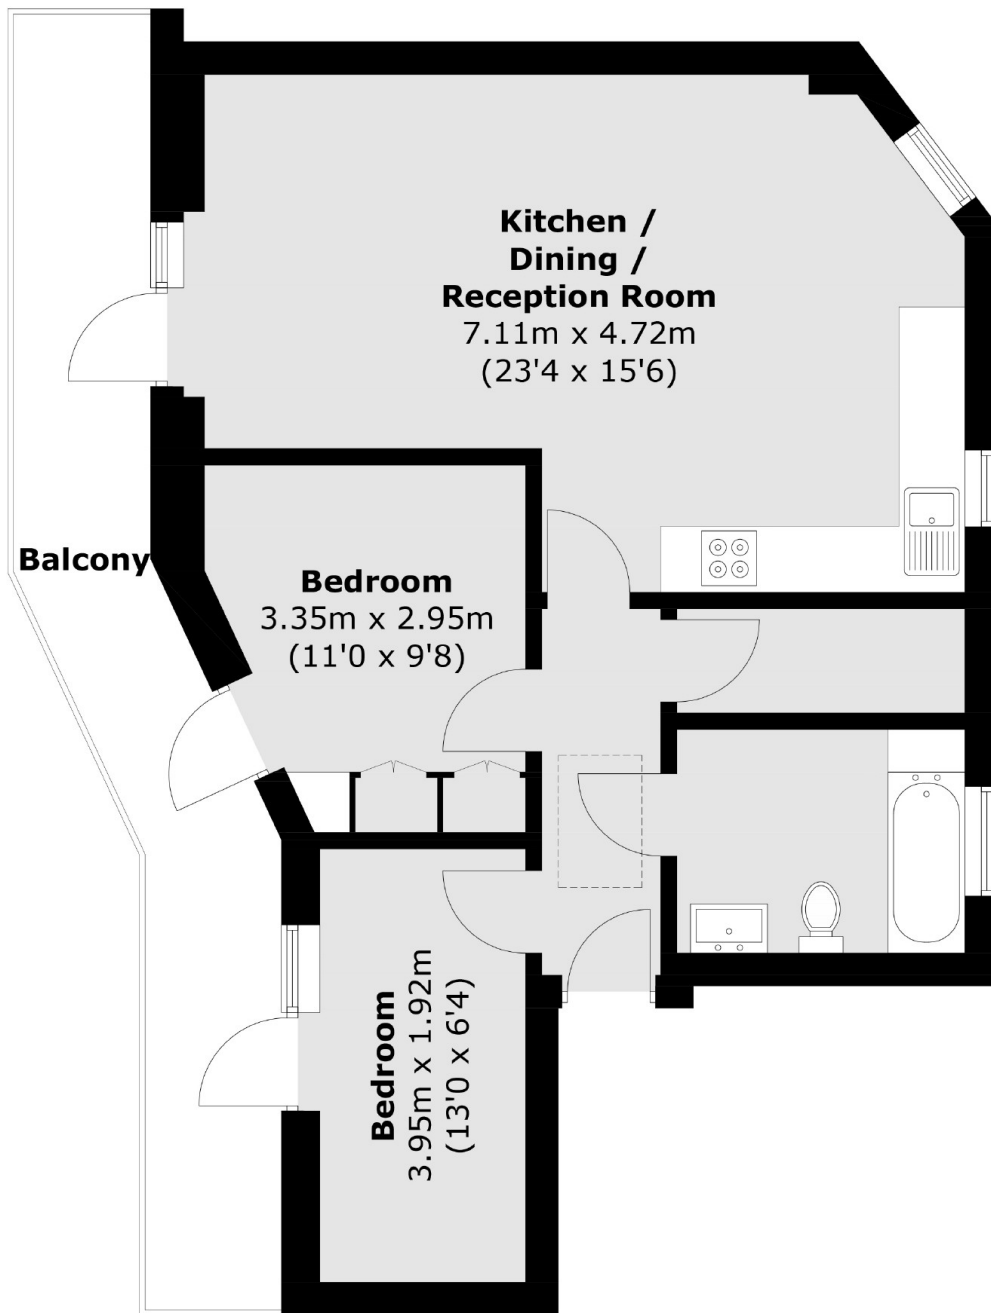 Kitchen /
Dining /
Reception Room
7.11m x 4.72m
(23'4 x 15'6)
Balcony
Bedroom
3.35m x 2.95m
(11'0 x 9'8)
Bedroom
3.95m x 1.92m
(13'0 x 6'4)